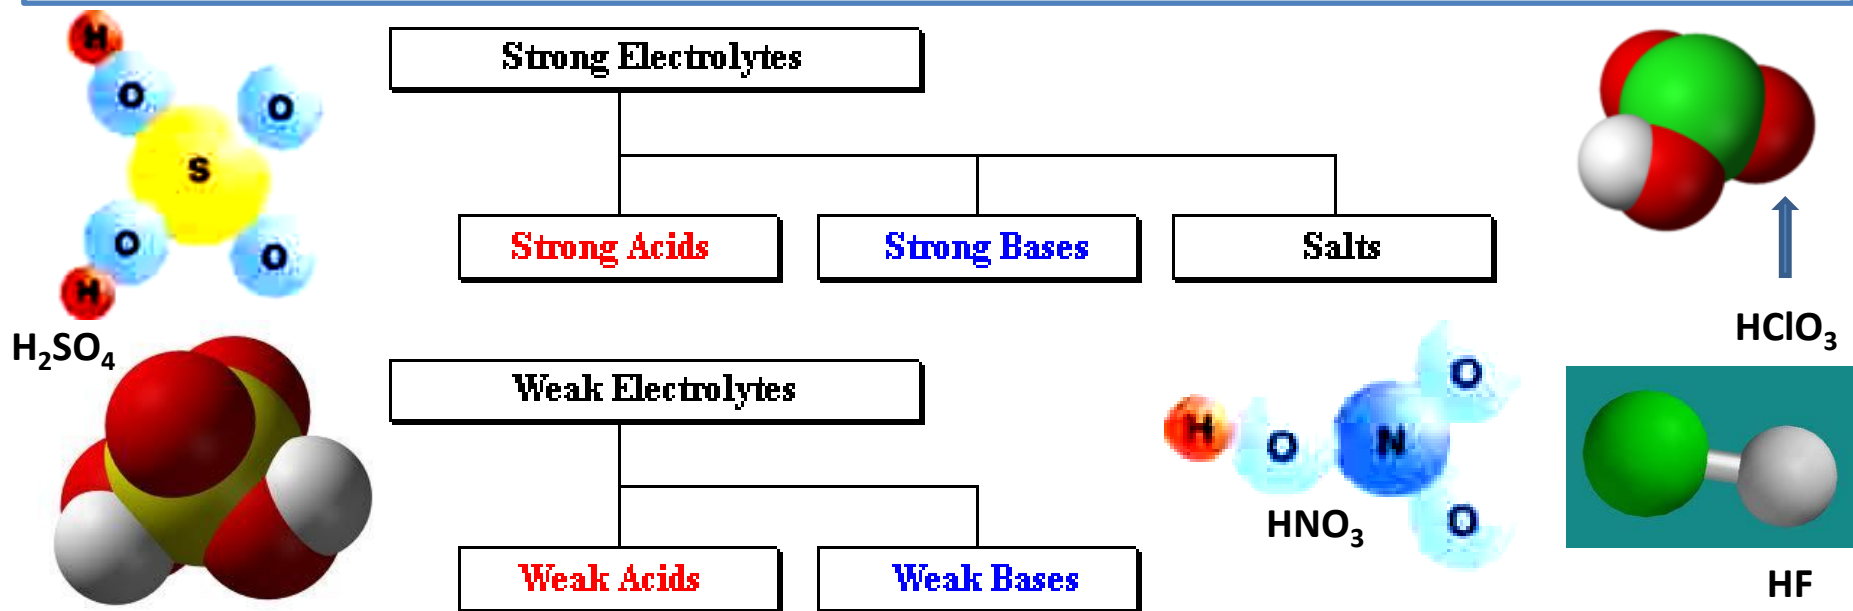 H
O
O
S
O
O
H
H₂SO₄
Strong Electrolytes
Strong Acids
Strong Bases
Salts
HClO₃
Weak Electrolytes
Weak Acids
Weak Bases
O
H
O
N
O
HNO₃
HF